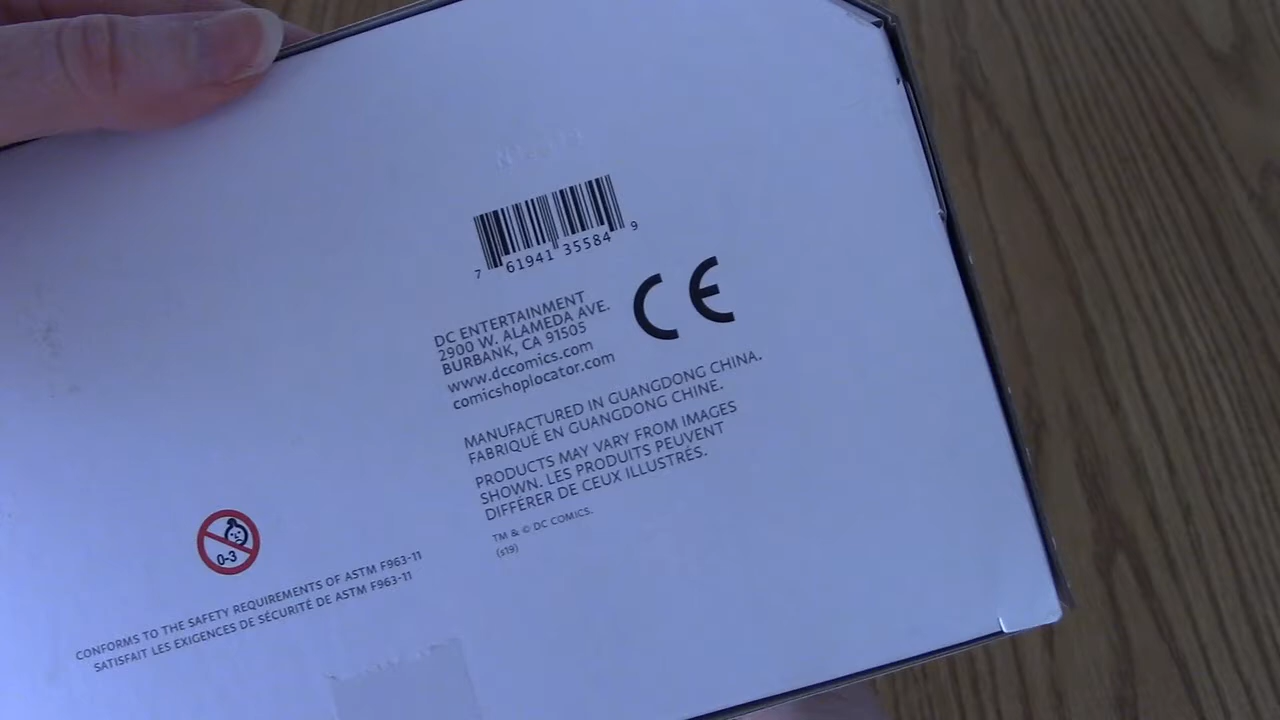 7 61941 35584 9
DC ENTERTAINMENT
2900 W. ALAMEDA AVE.
BURBANK, CA 91505
www.dccomics.com
comicshoplocator.com
CE
MANUFACTURED IN GUANGDONG CHINA.
FABRIQUÉ EN GUANGDONG CHINE.
PRODUCTS MAY VARY FROM IMAGES
SHOWN. LES PRODUITS PEUVENT
DIFFÉRER DE CEUX ILLUSTRÉS.
TM & © DC COMICS.
(s19)
0-3
CONFORMS TO THE SAFETY REQUIREMENTS OF ASTM F963-11
SATISFAIT LES EXIGENCES DE SÉCURITÉ DE ASTM F963-11